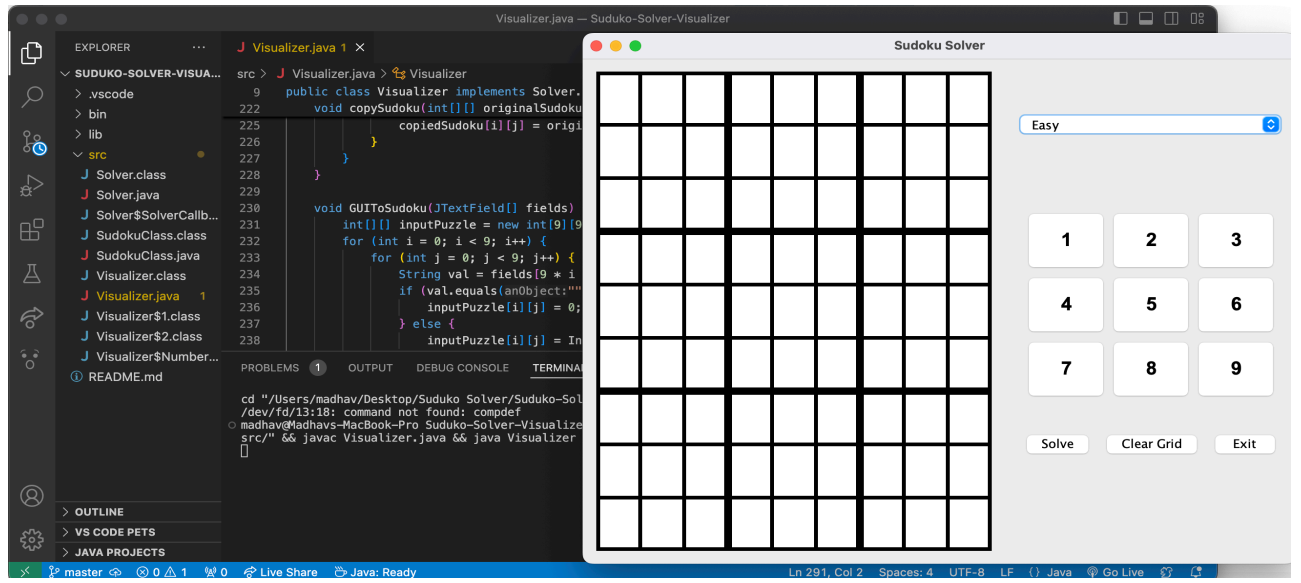 Visualizer.java — Suduko-Solver-Visualizer
EXPLORER ...
SUDUKO-SOLVER-VISUA...
.vscode
bin
lib
src
Solver.class
Solver.java
Solver$SolverCallb...
SudokuClass.class
SudokuClass.java
Visualizer.class
Visualizer.java 1
Visualizer$1.class
Visualizer$2.class
Visualizer$Number...
README.md
OUTLINE
VS CODE PETS
JAVA PROJECTS
J Visualizer.java 1 ×
src > J Visualizer.java > Visualizer
9 public class Visualizer implements Solver.
222 void copySudoku(int[][] originalSudoku
225 copiedSudoku[i][j] = origi
226 }
227 }
228 }
229
230 void GUIToSudoku(JTextField[] fields)
231 int[][] inputPuzzle = new int[9][9
232 for (int i = 0; i < 9; i++) {
233 for (int j = 0; j < 9; j++) {
234 String val = fields[9 * i
235 if (val.equals(anObject:""
236 inputPuzzle[i][j] = 0;
237 } else {
238 inputPuzzle[i][j] = In
PROBLEMS 1 OUTPUT DEBUG CONSOLE TERMINA
cd "/Users/madhav/Desktop/Suduko Solver/Suduko-Sol
/dev/fd/13:18: command not found: compdef
madhav@Madhavs-MacBook-Pro Suduko-Solver-Visualize
src/" && javac Visualizer.java && java Visualizer
Sudoku Solver
Easy
1 2 3
4 5 6
7 8 9
Solve Clear Grid Exit
master 0 1 0 Live Share Java: Ready Ln 291, Col 2 Spaces: 4 UTF-8 LF {} Java Go Live